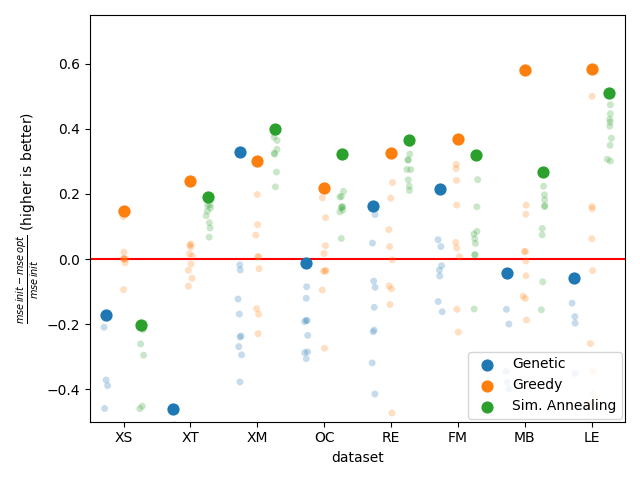 0.6
0.4
0.2
0.0
−0.2
−0.4
mse init − mse opt
mse init
(higher is better)
XS XT XM OC RE FM MB LE
dataset
Genetic
Greedy
Sim. Annealing